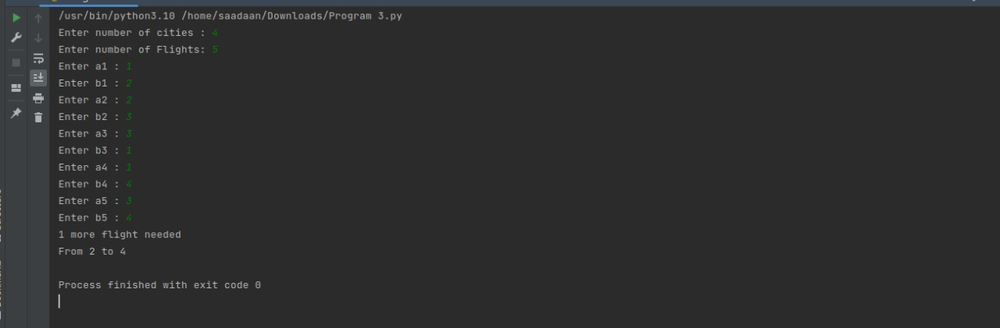 /usr/bin/python3.10 /home/saadaan/Downloads/Program 3.py
Enter number of cities : 4
Enter number of Flights: 5
Enter a1 : 1
Enter b1 : 2
Enter a2 : 2
Enter b2 : 3
Enter a3 : 3
Enter b3 : 1
Enter a4 : 1
Enter b4 : 4
Enter a5 : 3
Enter b5 : 4
1 more flight needed
From 2 to 4
Process finished with exit code 0